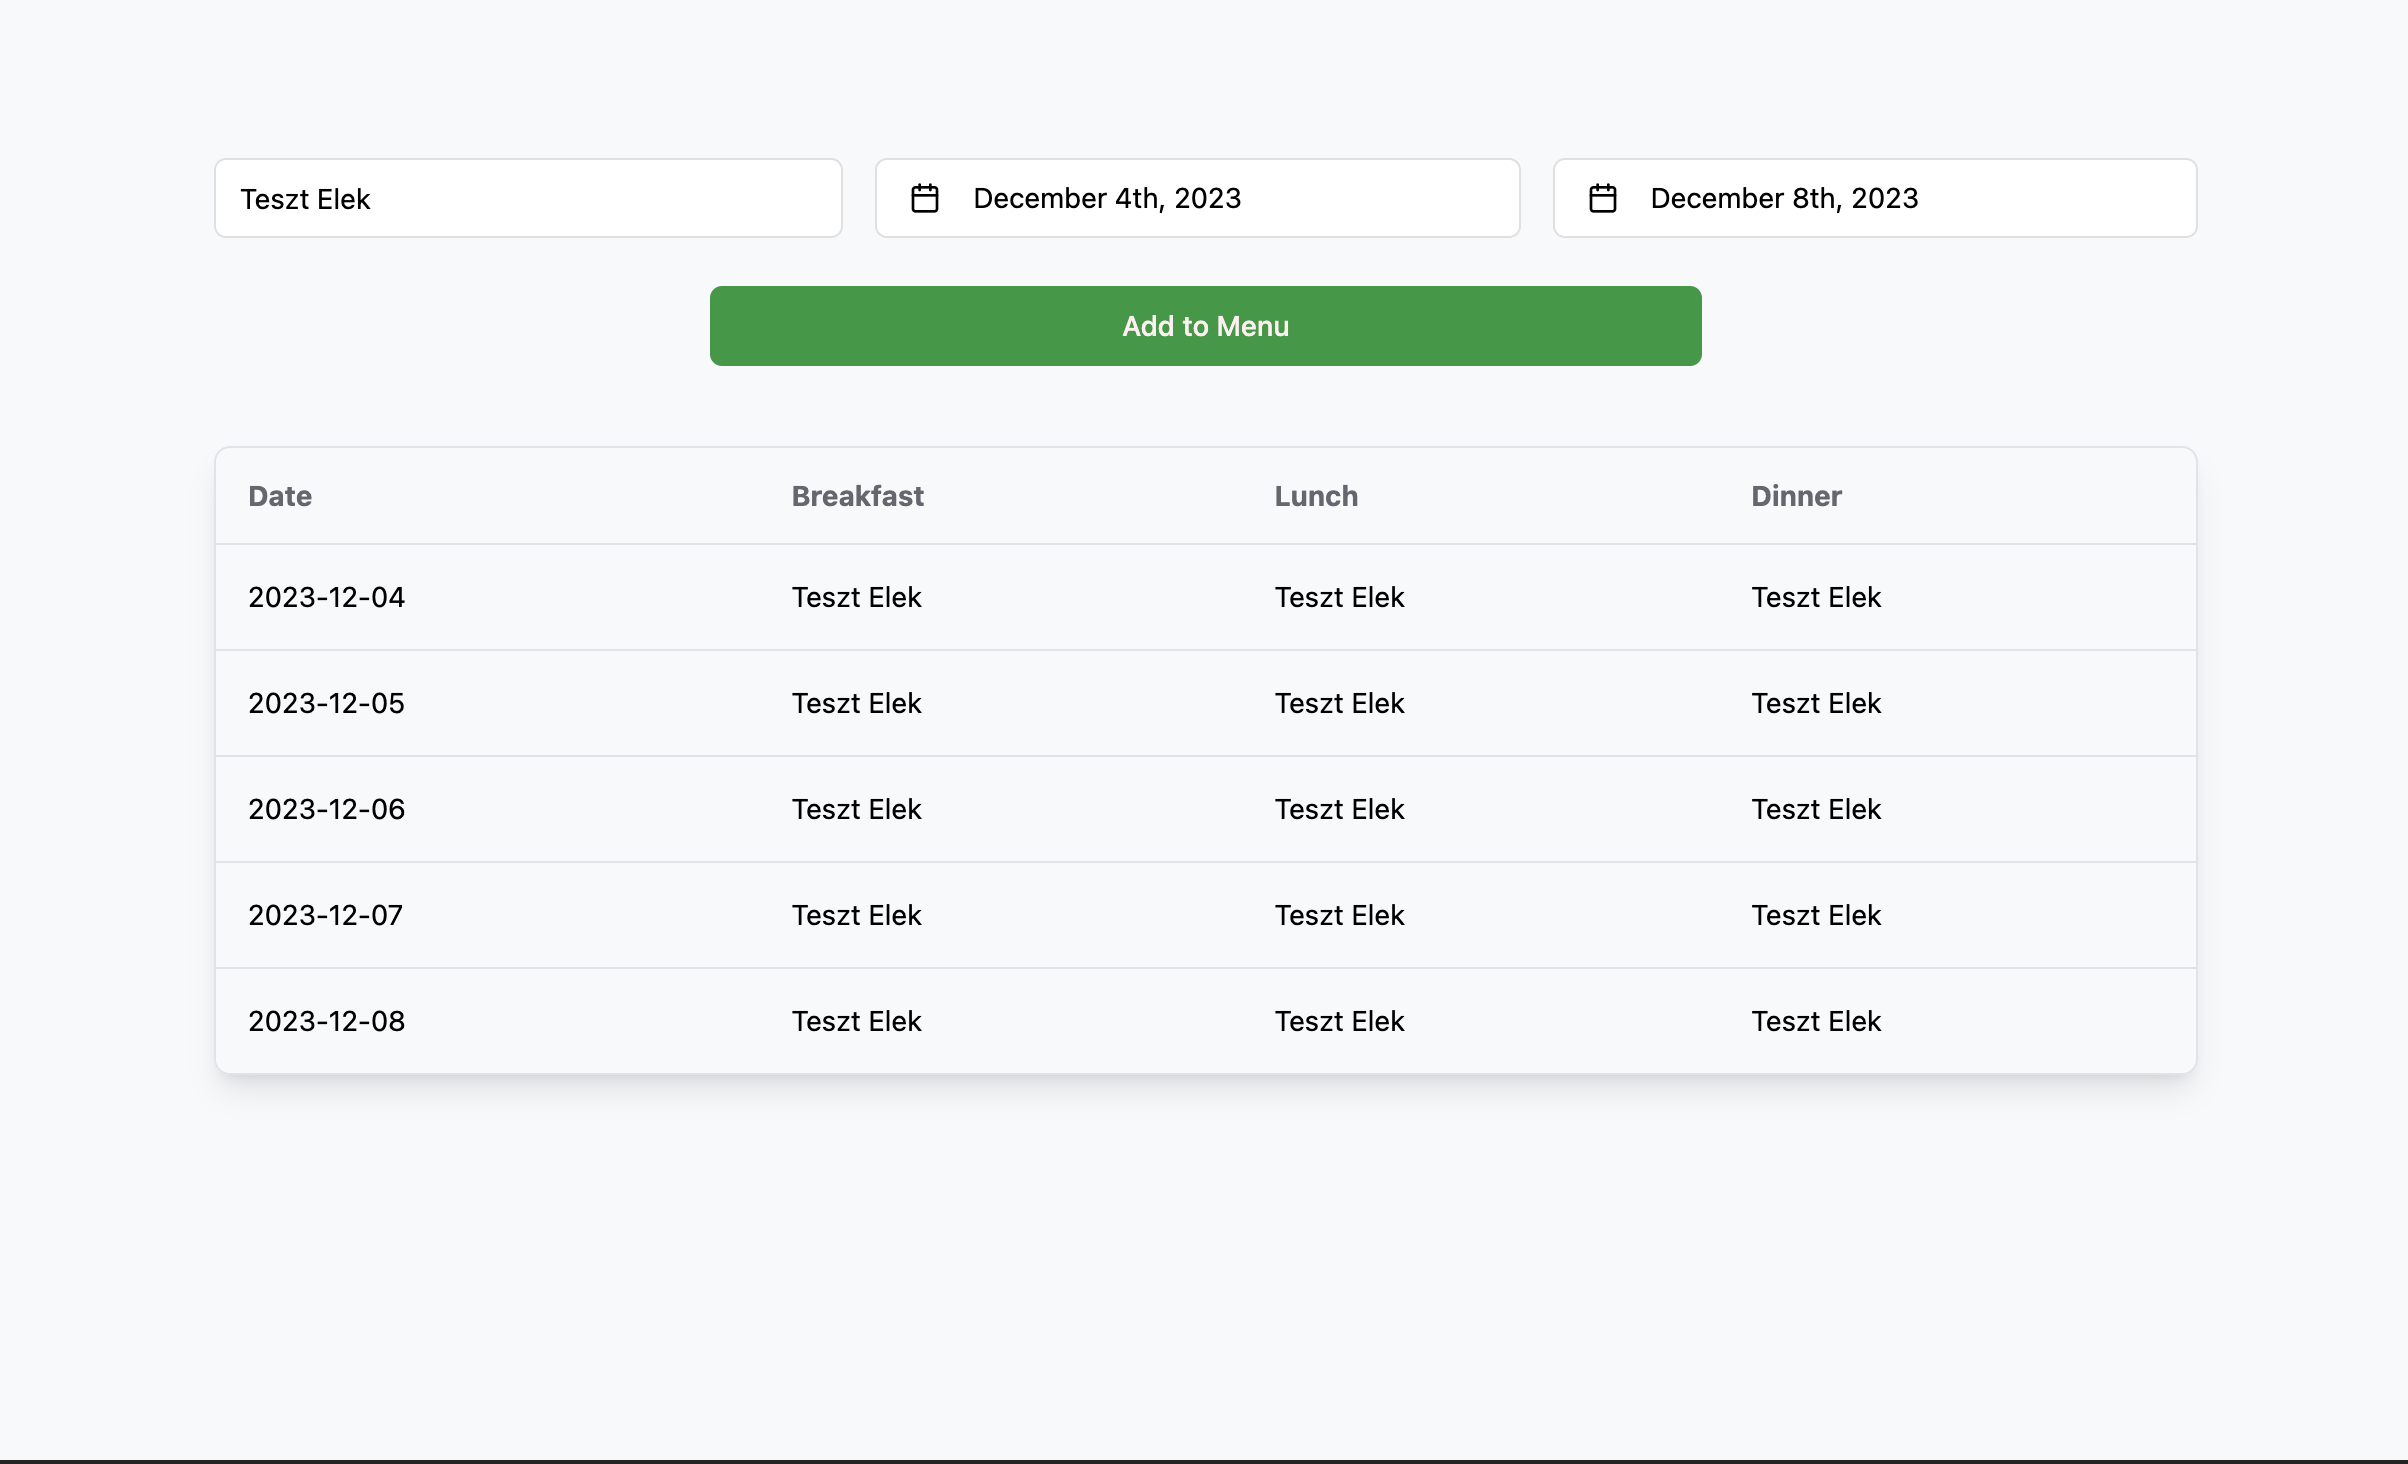 Teszt Elek December 4th, 2023 December 8th, 2023
Add to Menu
Date Breakfast Lunch Dinner
2023-12-04 Teszt Elek Teszt Elek Teszt Elek
2023-12-05 Teszt Elek Teszt Elek Teszt Elek
2023-12-06 Teszt Elek Teszt Elek Teszt Elek
2023-12-07 Teszt Elek Teszt Elek Teszt Elek
2023-12-08 Teszt Elek Teszt Elek Teszt Elek